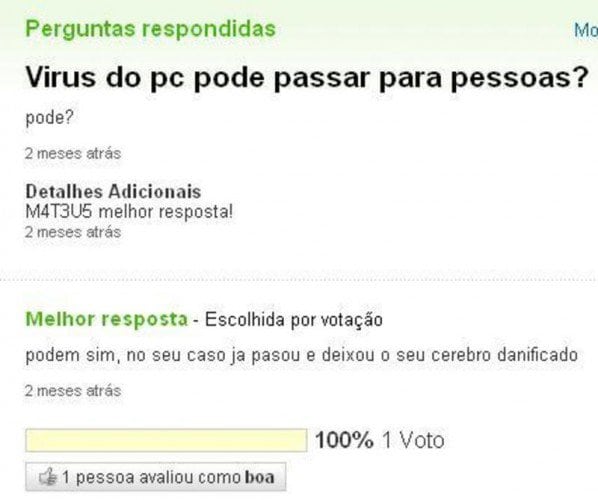 Perguntas respondidas
Mo
Virus do pc pode passar para pessoas?
pode?
2 meses atrás
Detalhes Adicionais
M4T3U5 melhor resposta!
2 meses atrás
Melhor resposta - Escolhida por votação
podem sim, no seu caso ja pasou e deixou o seu cerebro danificado
2 meses atrás
100% 1 Voto
1 pessoa avaliou como boa